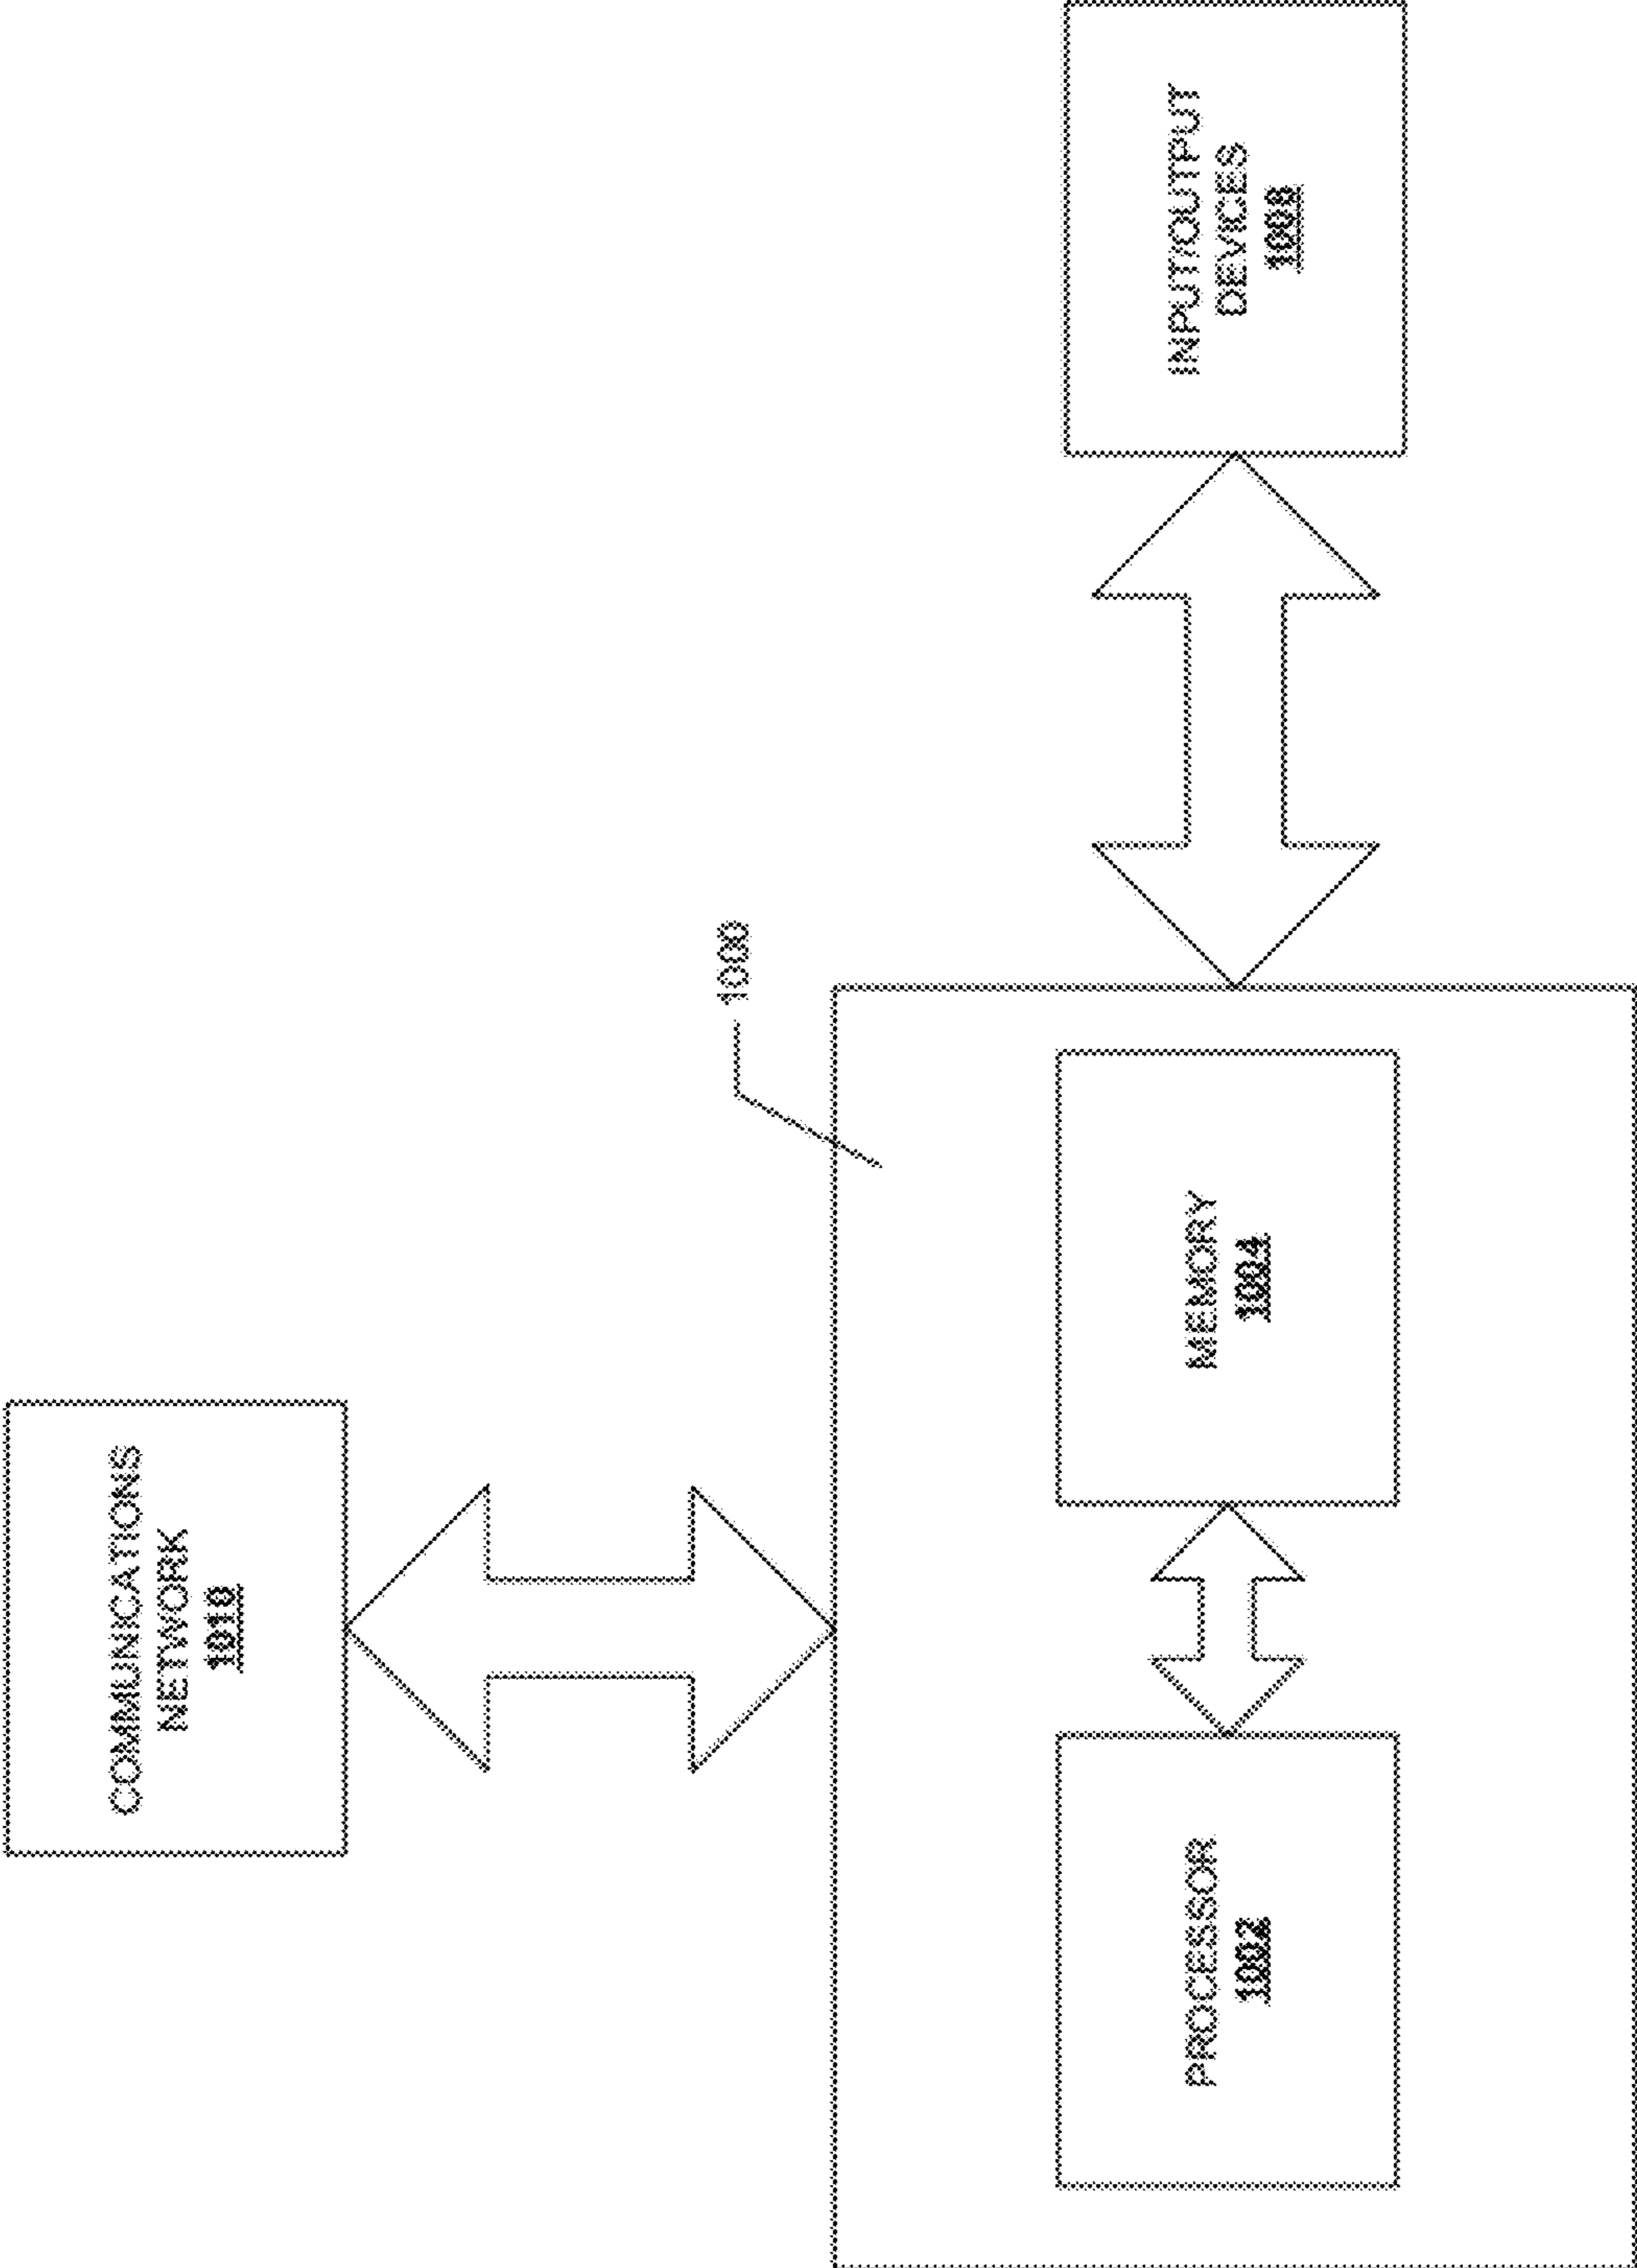 COMMUNICATIONS
NETWORK
1010
1000
PROCESSOR
1002
MEMORY
1004
INPUT/OUTPUT
DEVICES
1008